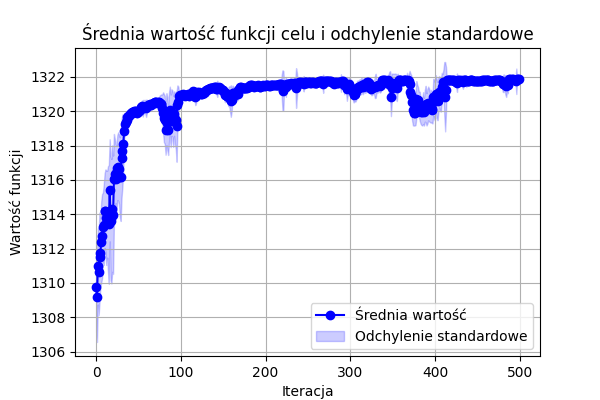 Średnia wartość funkcji celu i odchylenie standardowe
Wartość funkcji
1322
1320
1318
1316
1314
1312
1310
1308
1306
0 100 200 300 400 500
Iteracja
Średnia wartość
Odchylenie standardowe